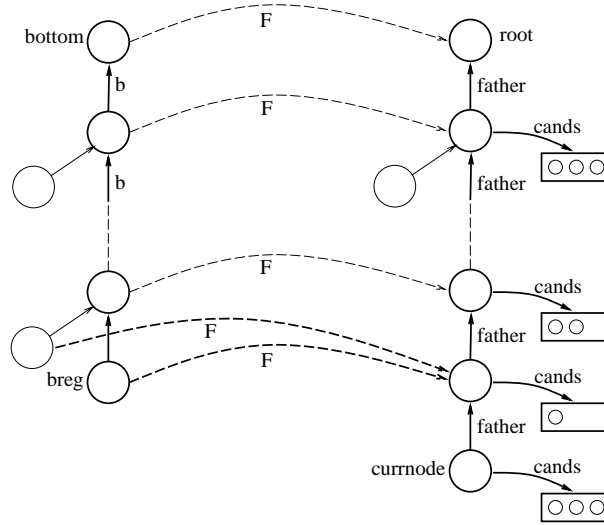 bottom
F
root
b
father
F
cands
b
father
F
cands
F
father
F
cands
breg
father
currnode
cands